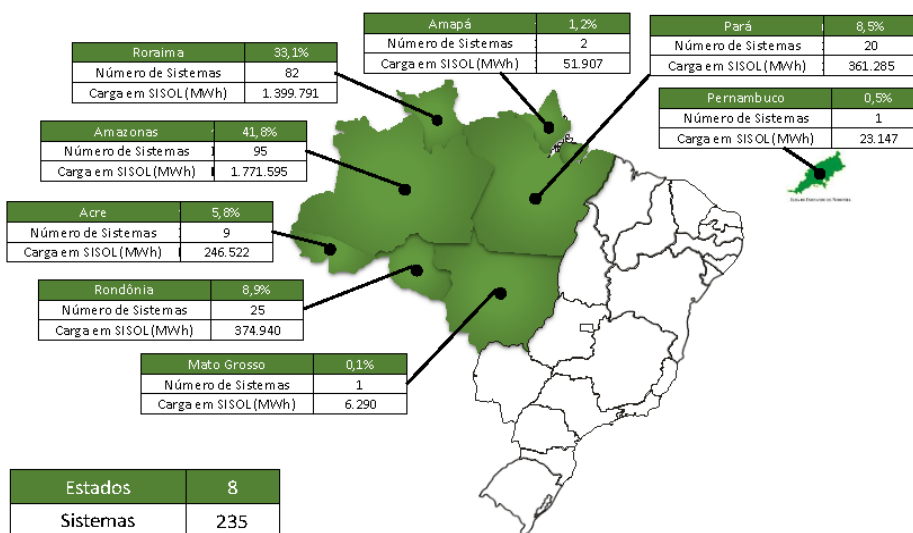 Amapá 1,2%
Número de Sistemas 2
Carga em SISOL(MWh) 51.907
Pará 8,5%
Número de Sistemas 20
Carga em SISOL(MWh) 361.285
Roraima 33,1%
Número de Sistemas 82
Carga em SISOL(MWh) 1.399.791
Pernambuco 0,5%
Número de Sistemas 1
Carga em SISOL(MWh) 23.147
Amazonas 41,8%
Número de Sistemas 95
Carga em SISOL(MWh) 1.771.595
Acre 5,8%
Número de Sistemas 9
Carga em SISOL(MWh) 246.522
Rondônia 8,9%
Número de Sistemas 25
Carga em SISOL(MWh) 374.940
Mato Grosso 0,1%
Número de Sistemas 1
Carga em SISOL(MWh) 6.290
Estados 8
Sistemas 235